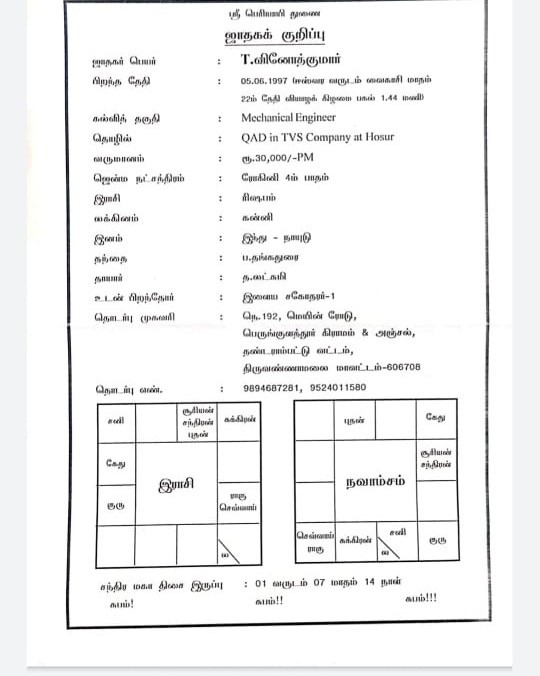 ஸ்ரீ பெரியாயி துணை
ஜாதகக் குறிப்பு
ஜாதகர் பெயர் : T.வினோத்குமார்
பிறந்த தேதி : 05.06.1997 (ஈஸ்வர வருடம் வைகாசி மாதம்
22ம் தேதி வியாழக் கிழமை பகல் 1.44 மணி)
கல்வித் தகுதி : Mechanical Engineer
தொழில் : QAD in TVS Company at Hosur
வருமானம் : ரூ.30,000/-PM
ஜென்ம நட்சத்திரம் : ரோகிணி 4ம் பாதம்
இராசி : ரிஷபம்
லக்கினம் : கன்னி
இனம் : இந்து - நாயுடு
தந்தை : ப.தங்கதுரை
தாயார் : த.லட்சுமி
உடன் பிறந்தோர் : இளைய சகோதரர்-1
தொடர்பு முகவரி : நெ.192, மெயின் ரோடு,
பெருங்குளத்தூர் கிராமம் & அஞ்சல்,
தண்டராம்பட்டு வட்டம்,
திருவண்ணாமலை மாவட்டம்-606708
தொடர்பு எண். : 9894687281, 9524011580
சனி
சூரியன்
சந்திரன்
புதன்
சுக்கிரன்
கேது
இராசி
குரு
ராகு
செவ்வாய்
ல
புதன்
கேது
நவாம்சம்
சூரியன்
சந்திரன்
செவ்வாய்
ராகு
சுக்கிரன்
சனி
ல
குரு
சந்திர மகா திசை இருப்பு : 01 வருடம் 07 மாதம் 14 நாள்
சுபம்! சுபம்!! சுபம்!!!